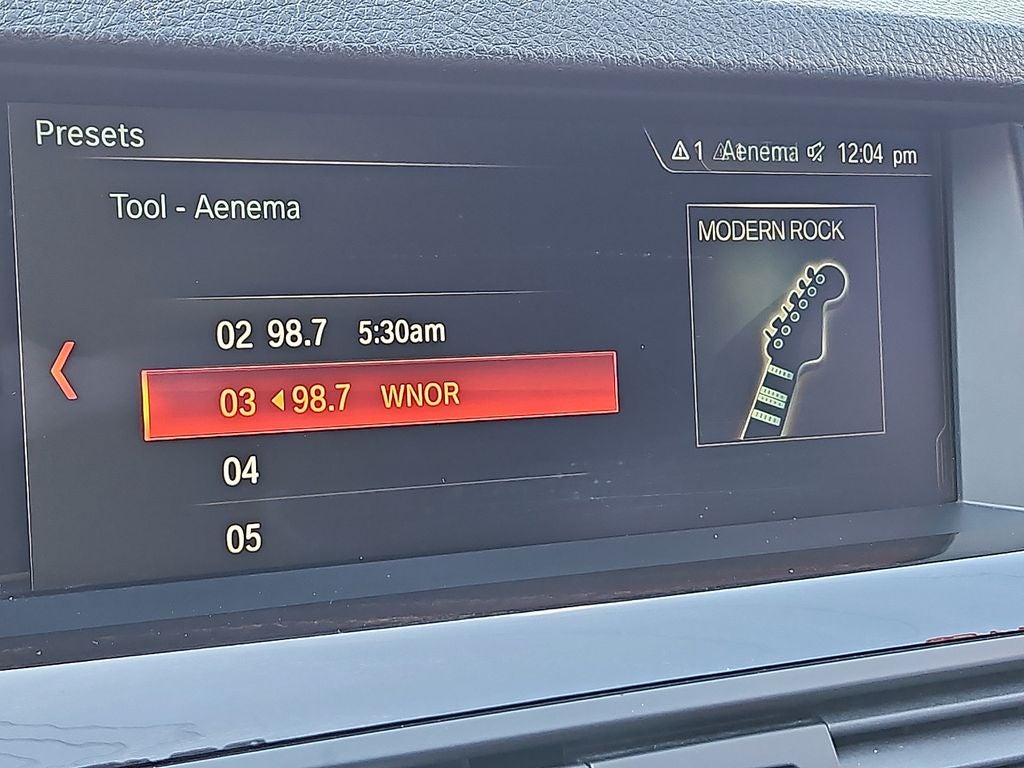 Presets
1 Aenema 12:04 pm
Tool - Aenema
MODERN ROCK
02 98.7 5:30am
03 98.7 WNOR
04
05